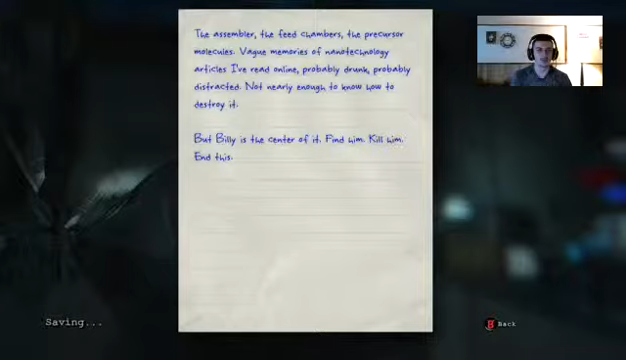 The assembler, the feed chambers, the precursor
molecules. Vague memories of nanotechnology
articles I've read online, probably drunk, probably
distracted. Not nearly enough to know how to
destroy it.
But Billy is the center of it. Find him. Kill him.
End this.
Saving...
B Back